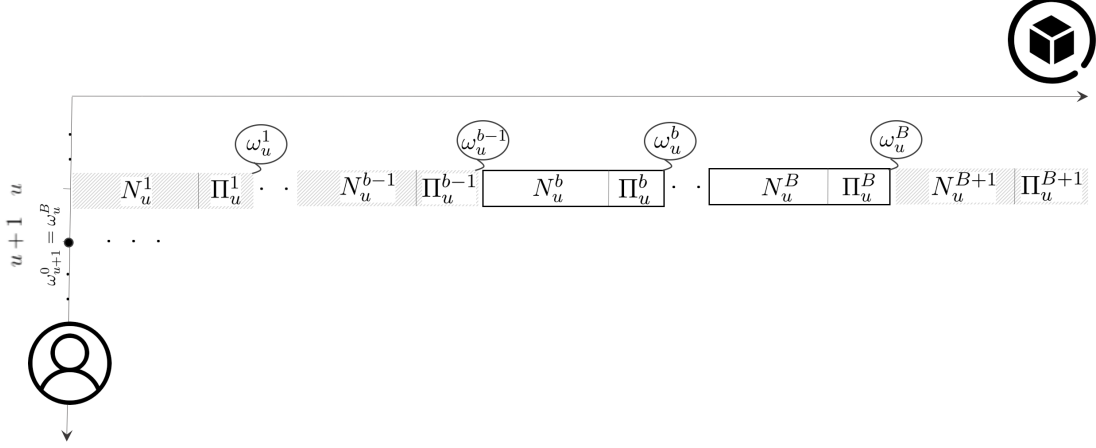 ω_u^1 ω_u^{b-1} ω_u^b ω_u^B
u N_u^1 Π_u^1 · · N_u^{b-1} Π_u^{b-1} N_u^b Π_u^b · · N_u^B Π_u^B N_u^{B+1} Π_u^{B+1}
u + 1 ω_{u+1}^0 = ω_u^B · · ·